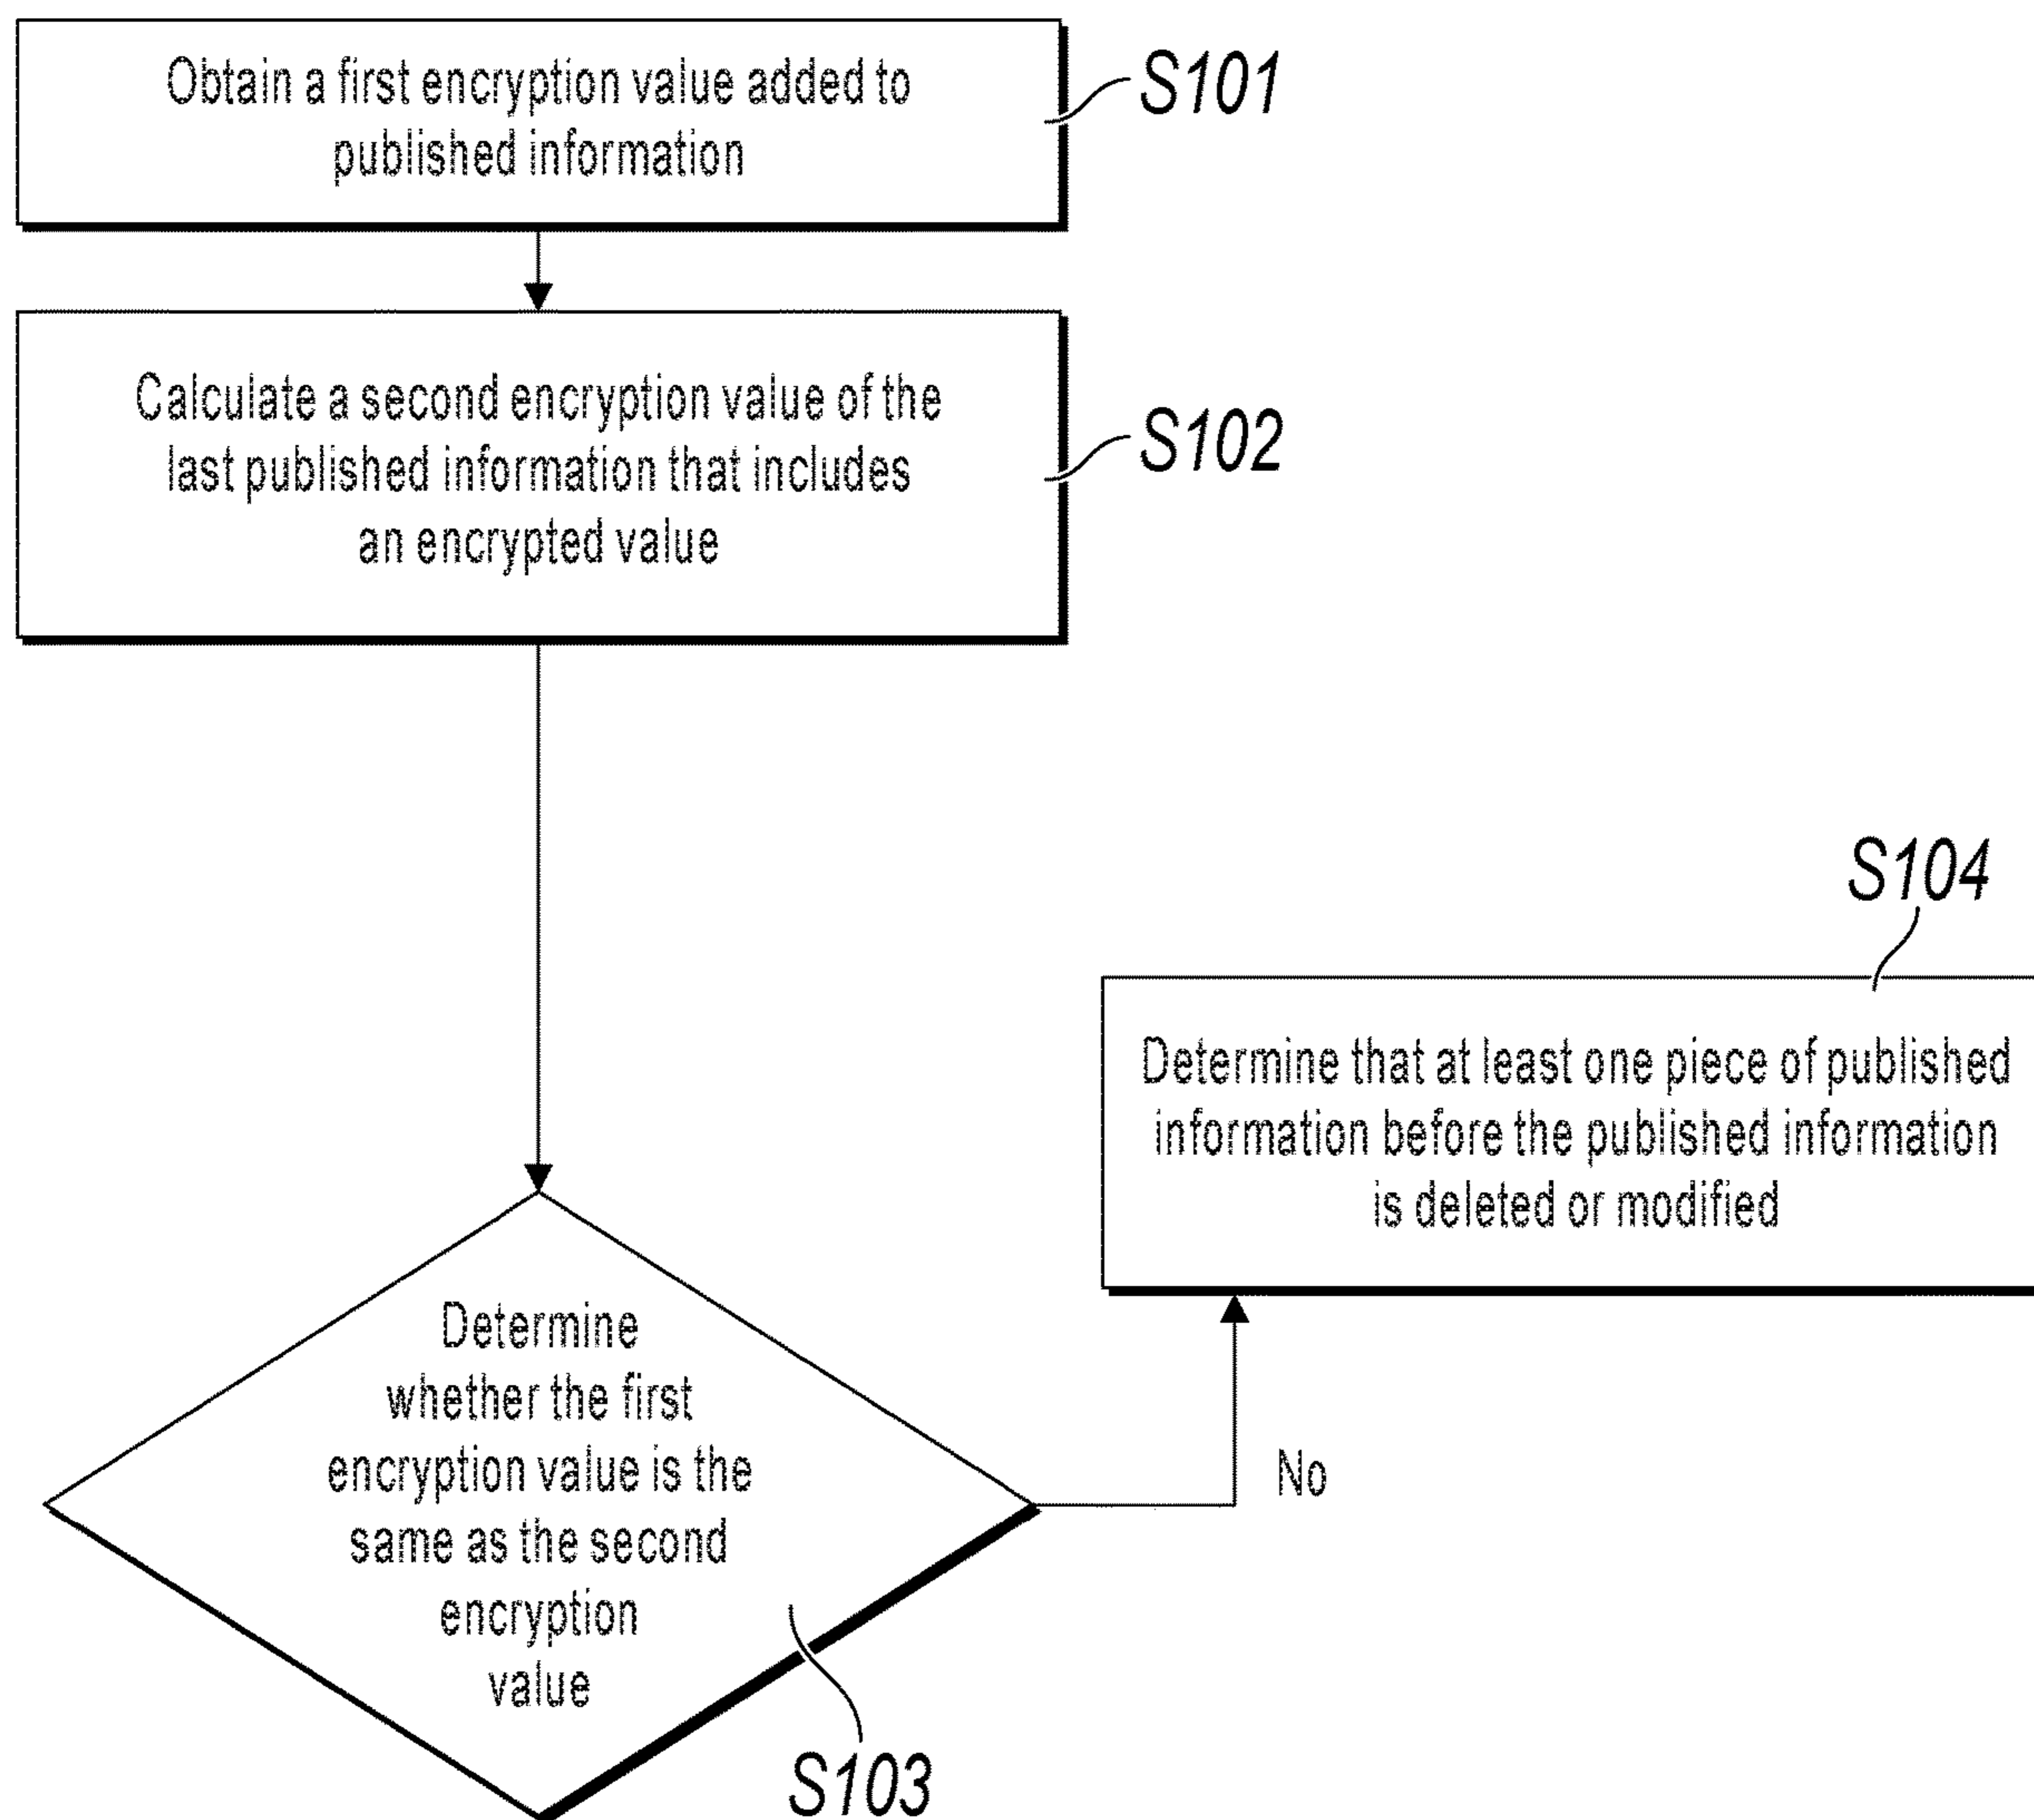 Obtain a first encryption value added to
published information
S101
Calculate a second encryption value of the
last published information that includes
an encrypted value
S102
S104
Determine that at least one piece of published
information before the published information
is deleted or modified
Determine
whether the first
encryption value is the
same as the second
encryption
value
No
S103